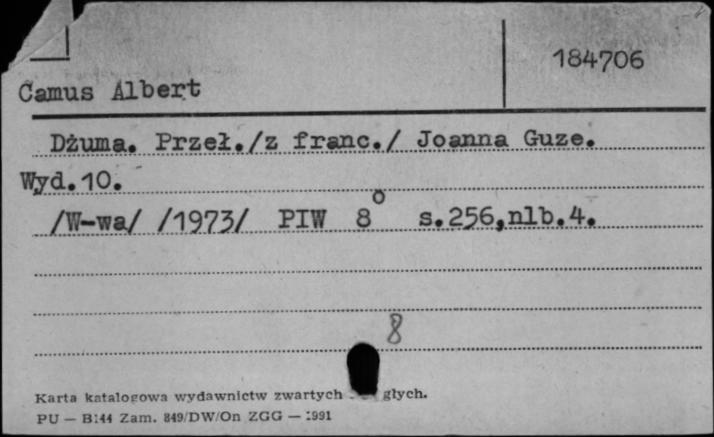 184706
Camus Albert
Dżuma. Przeł./z franc./ Joanna Guze.
Wyd.10.
/W-wa/ /1973/ PIW 8° s.256,nlb.4.
8
Karta katalogowa wydawnictw zwartych głych.
PU — B144 Zam. 849/DW/On ZGG — 1991